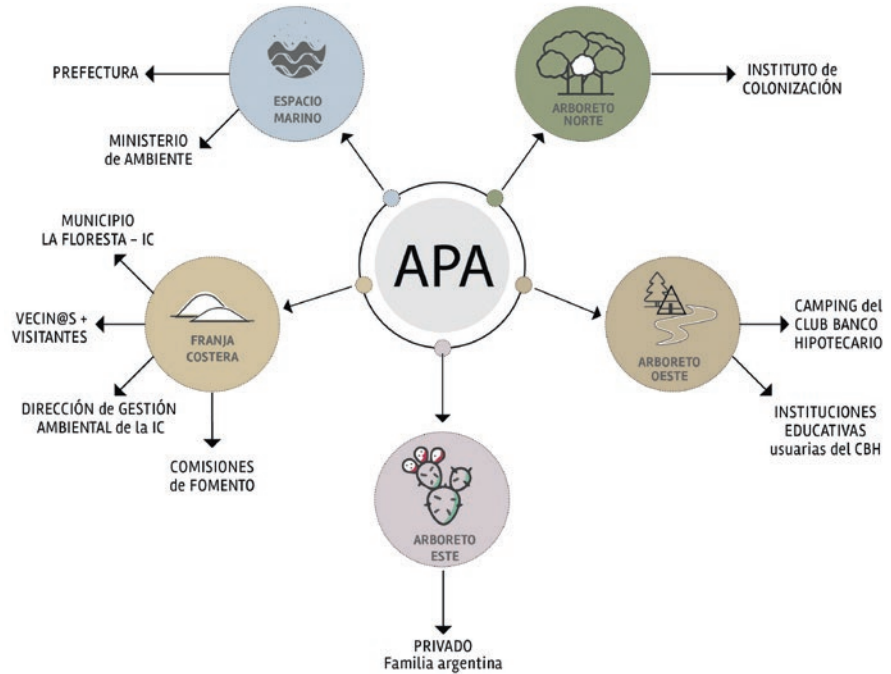 PREFECTURA
MINISTERIO
de AMBIENTE
ESPACIO
MARINO
ARBORETO
NORTE
INSTITUTO de
COLONIZACIÓN
APA
MUNICIPIO
LA FLORESTA – IC
VECIN@S +
VISITANTES
DIRECCIÓN de GESTIÓN
AMBIENTAL de la IC
COMISIONES
de FOMENTO
FRANJA
COSTERA
ARBORETO
OESTE
CAMPING del
CLUB BANCO
HIPOTECARIO
INSTITUCIONES
EDUCATIVAS
usuarias del CBH
ARBORETO
ESTE
PRIVADO
Familia argentina